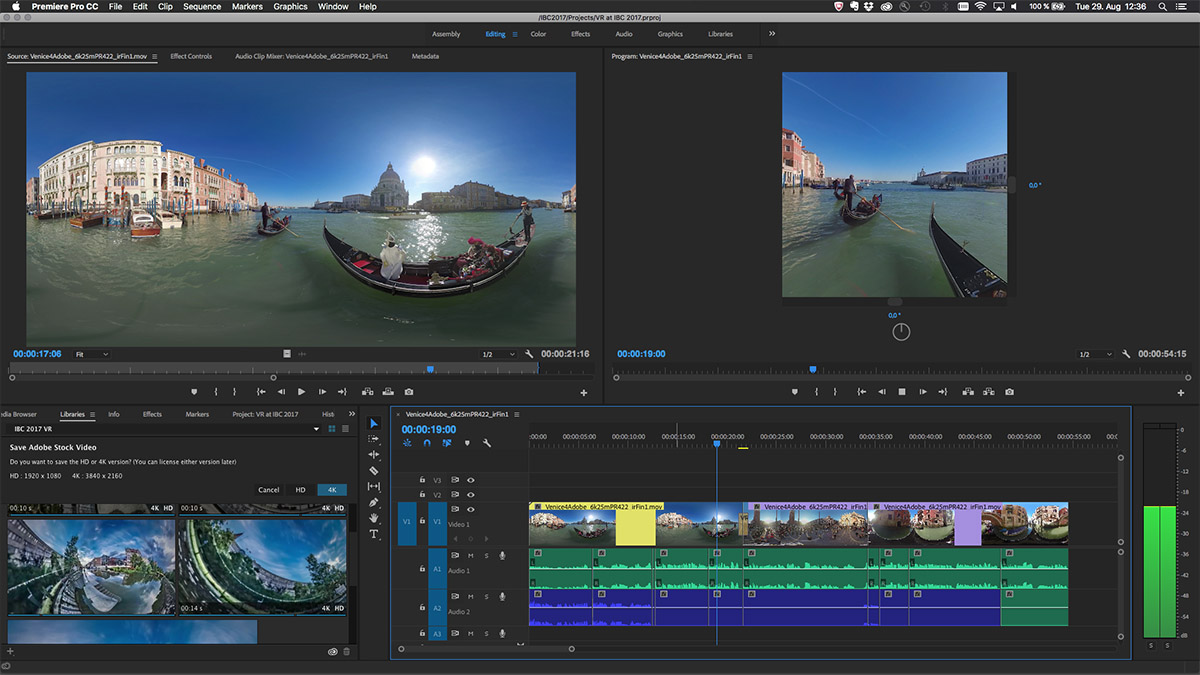 Premiere Pro CC File Edit Clip Sequence Markers Graphics Window Help 100 % Tue 29. Aug 12:36
/IBC2017/Projects/VR at IBC 2017.prproj
Assembly Editing Color Effects Audio Graphics Libraries
Source: Venice4Adobe_6k25mPR422_irFin1.mov Effect Controls Audio Clip Mixer: Venice4Adobe_6k25mPR422_irFin1 Metadata
Program: Venice4Adobe_6k25mPR422_irFin1
0,0 °
0,0 °
00:00:17:06 Fit 1/2 00:00:21:16
00:00:19:00 1/2 00:00:54:15
edia Browser Libraries Info Effects Markers Project: VR at IBC 2017 Hist
IBC 2017 VR
Save Adobe Stock Video
Do you want to save the HD or 4K version? (You can license either version later)
HD : 1920 x 1080 4K : 3840 x 2160
Cancel HD 4K
00:10 s 4K HD 00:10 s 4K HD
00:14 s 4K HD
× Venice4Adobe_6k25mPR422_irFin1
00:00:19:00
:00:00 00:00:05:00 00:00:10:00 00:00:15:00 00:00:20:00 00:00:25:00 00:00:30:00 00:00:35:00 00:00:40:00 00:00:45:00 00:00:50:00 00:00:55:00 00:0
V3
V2
V1 V1 Video 1
fx Venice4Adobe_6k25mPR422_irFin1.mov fx Venice4Adobe_6k25mPR422_irFin1 fx Venice4Adobe_6k25mPR422_irFin1.mov
A1 M S Audio 1
A2 M S Audio 2
A3 M S
0
-6
-12
-18
-24
-30
-36
-42
-48
-54
dB
S S